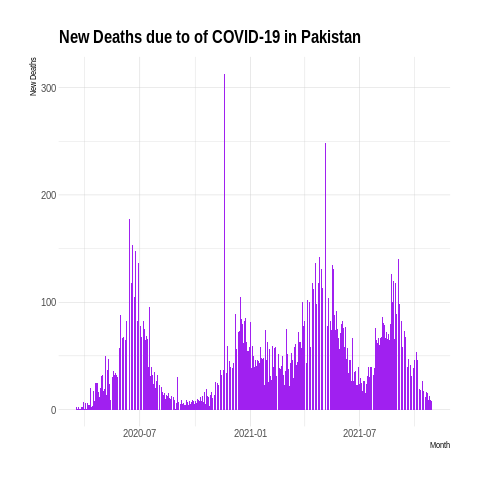 New Deaths due to of COVID-19 in Pakistan
New Deaths
300
200
100
0
2020-07 2021-01 2021-07
Month